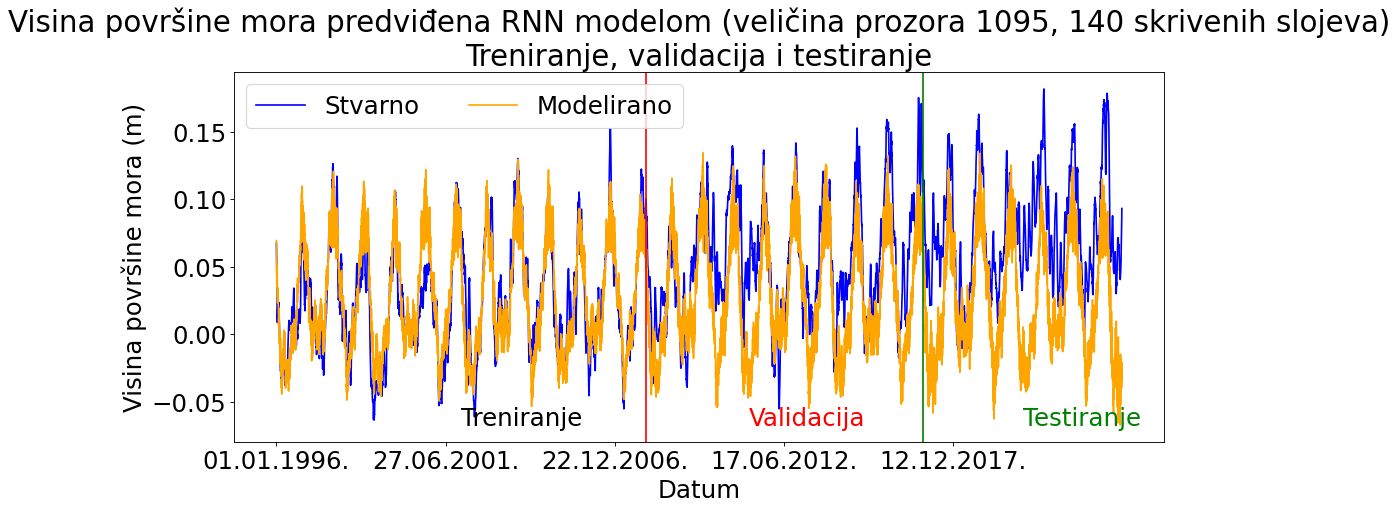 Visina površine mora predviđena RNN modelom (veličina prozora 1095, 140 skrivenih slojeva)
Treniranje, validacija i testiranje
Stvarno
Modelirano
Visina površine mora (m)
0.15
0.10
0.05
0.00
−0.05
Treniranje
Validacija
Testiranje
01.01.1996.
27.06.2001.
22.12.2006.
17.06.2012.
12.12.2017.
Datum